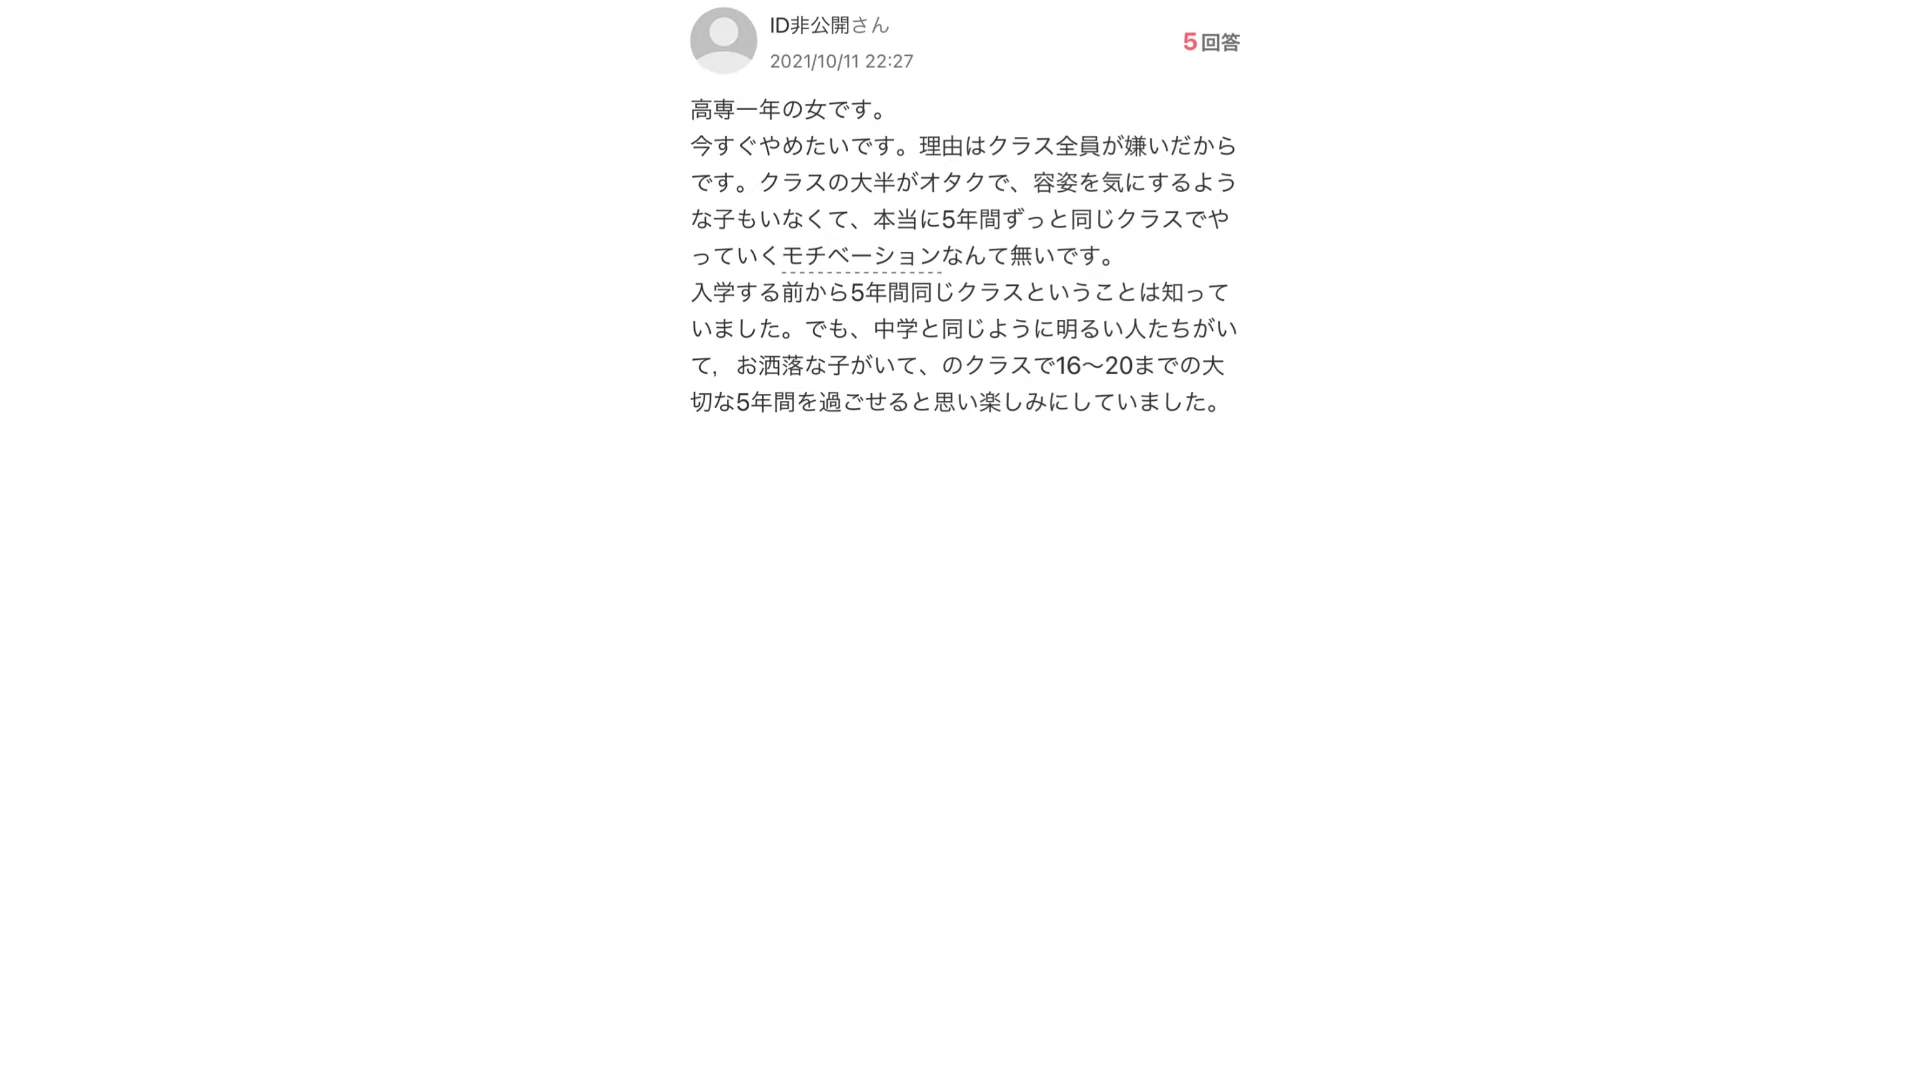 ID非公開さん
2021/10/11 22:27
5回答
高専一年の女です。
今すぐやめたいです。理由はクラス全員が嫌いだから
です。クラスの大半がオタクで、容姿を気にするよう
な子もいなくて、本当に5年間ずっと同じクラスでや
っていくモチベーションなんて無いです。
入学する前から5年間同じクラスということは知って
いました。でも、中学と同じように明るい人たちがい
て，お洒落な子がいて、のクラスで16〜20までの大
切な5年間を過ごせると思い楽しみにしていました。